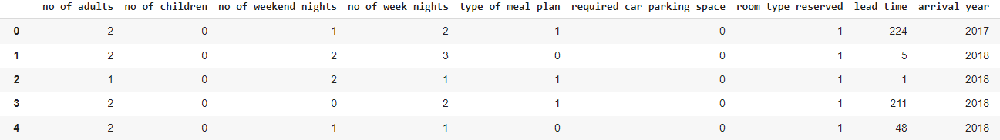 no_of_adults no_of_children no_of_weekend_nights no_of_week_nights type_of_meal_plan required_car_parking_space room_type_reserved lead_time arrival_year
0 2 0 1 2 1 0 1 224 2017
1 2 0 2 3 0 0 1 5 2018
2 1 0 2 1 1 0 1 1 2018
3 2 0 0 2 1 0 1 211 2018
4 2 0 1 1 0 0 1 48 2018